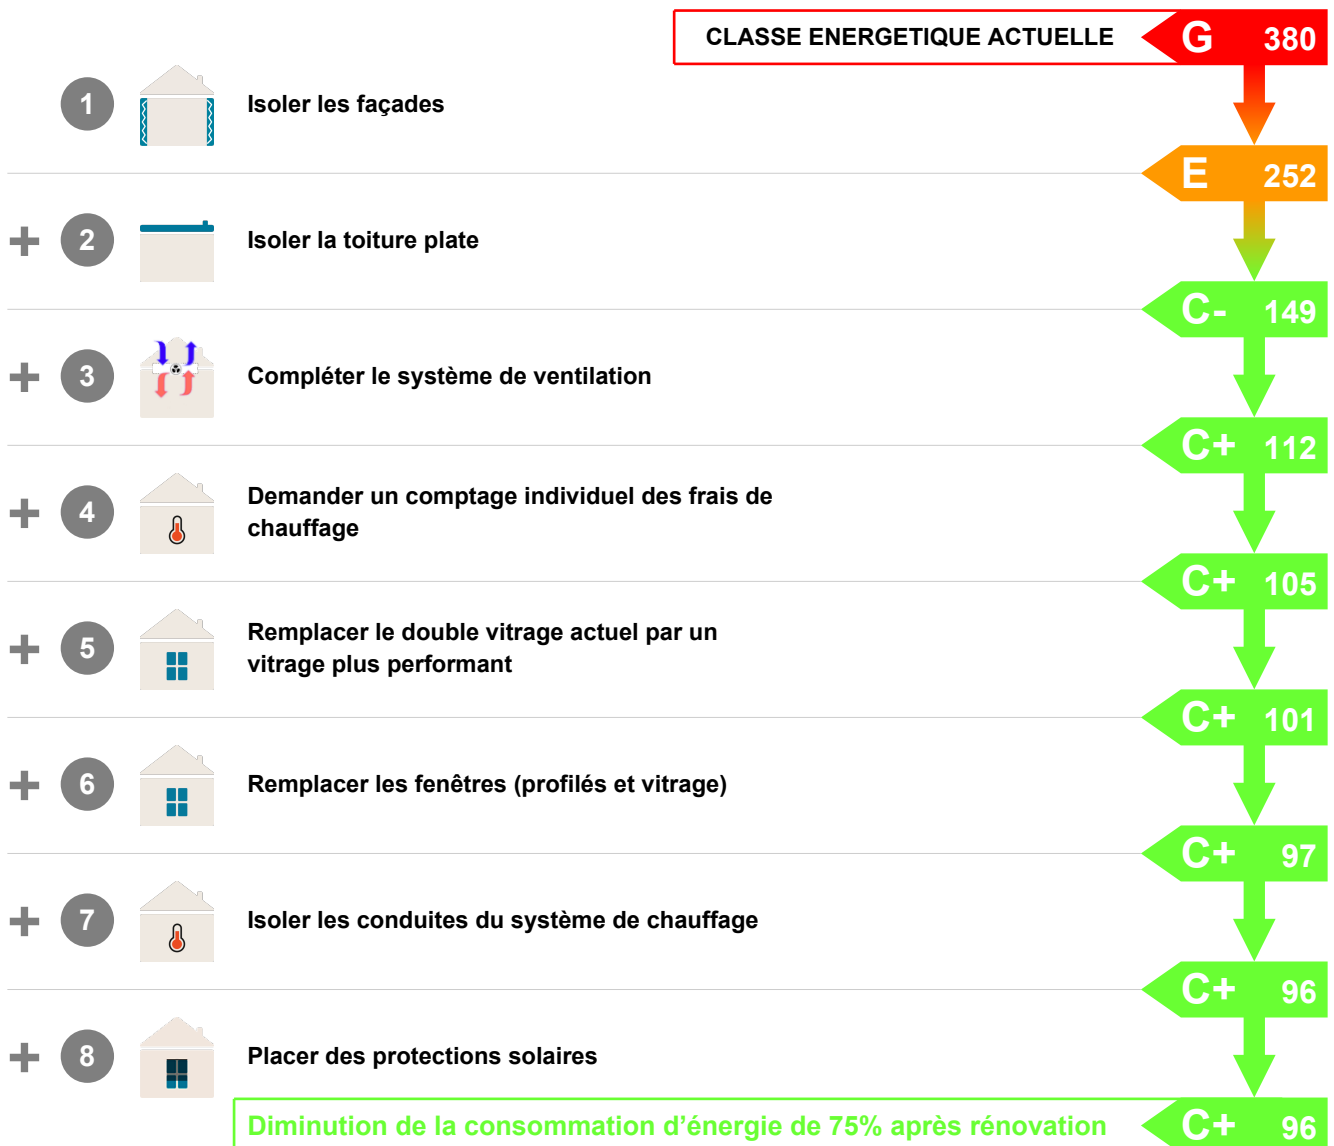 CLASSE ENERGETIQUE ACTUELLE G 380
1 Isoler les façades
E 252
+ 2 Isoler la toiture plate
C- 149
+ 3 Compléter le système de ventilation
C+ 112
+ 4 Demander un comptage individuel des frais de
chauffage
C+ 105
+ 5 Remplacer le double vitrage actuel par un
vitrage plus performant
C+ 101
+ 6 Remplacer les fenêtres (profilés et vitrage)
C+ 97
+ 7 Isoler les conduites du système de chauffage
C+ 96
+ 8 Placer des protections solaires
Diminution de la consommation d’énergie de 75% après rénovation C+ 96